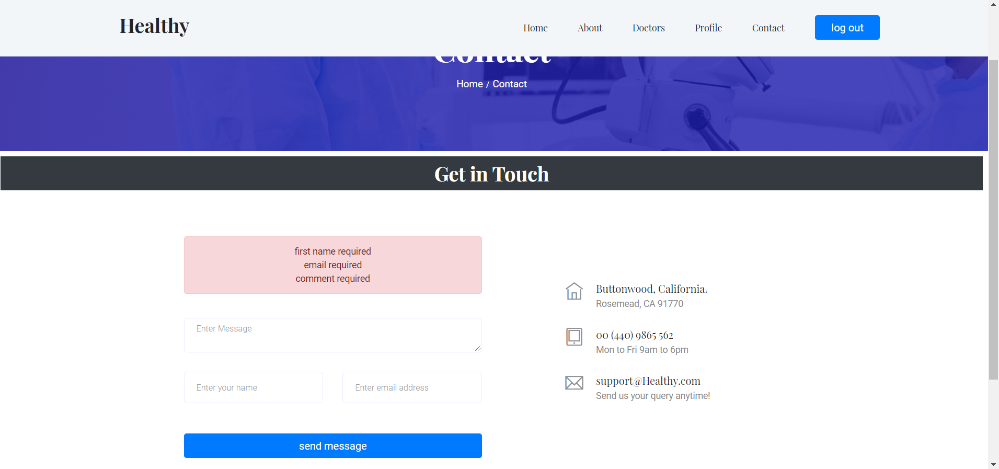 Healthy
Home
About
Doctors
Profile
Contact
log out
Contact
Home / Contact
Get in Touch
first name required
email required
comment required
Enter Message
Enter your name
Enter email address
send message
Buttonwood, California.
Rosemead, CA 91770
00 (440) 9865 562
Mon to Fri 9am to 6pm
support@Healthy.com
Send us your query anytime!